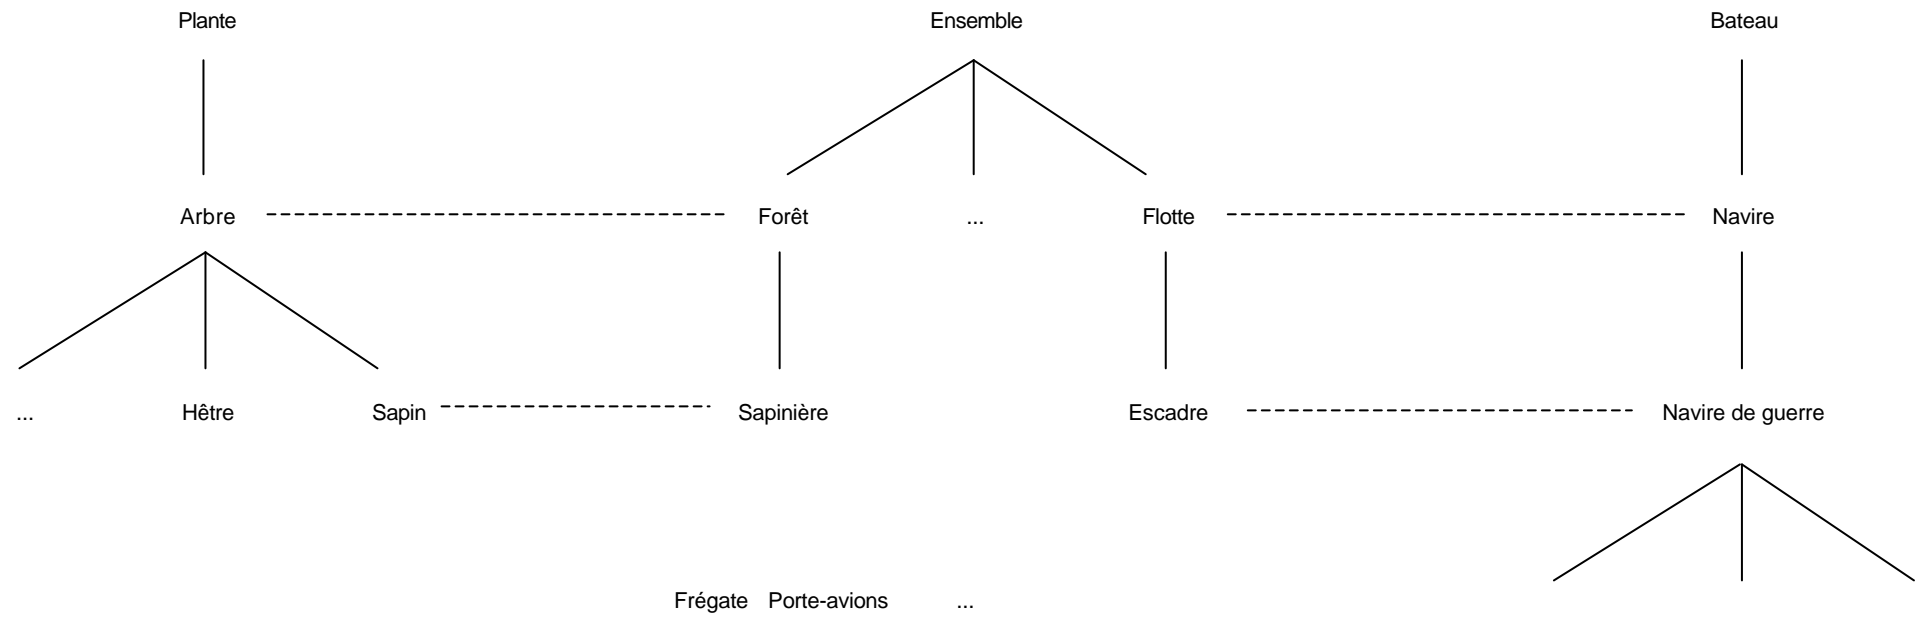 Plante Ensemble Bateau
Arbre Forêt ... Flotte Navire
... Hêtre Sapin Sapinière Escadre Navire de guerre
Frégate Porte-avions ...